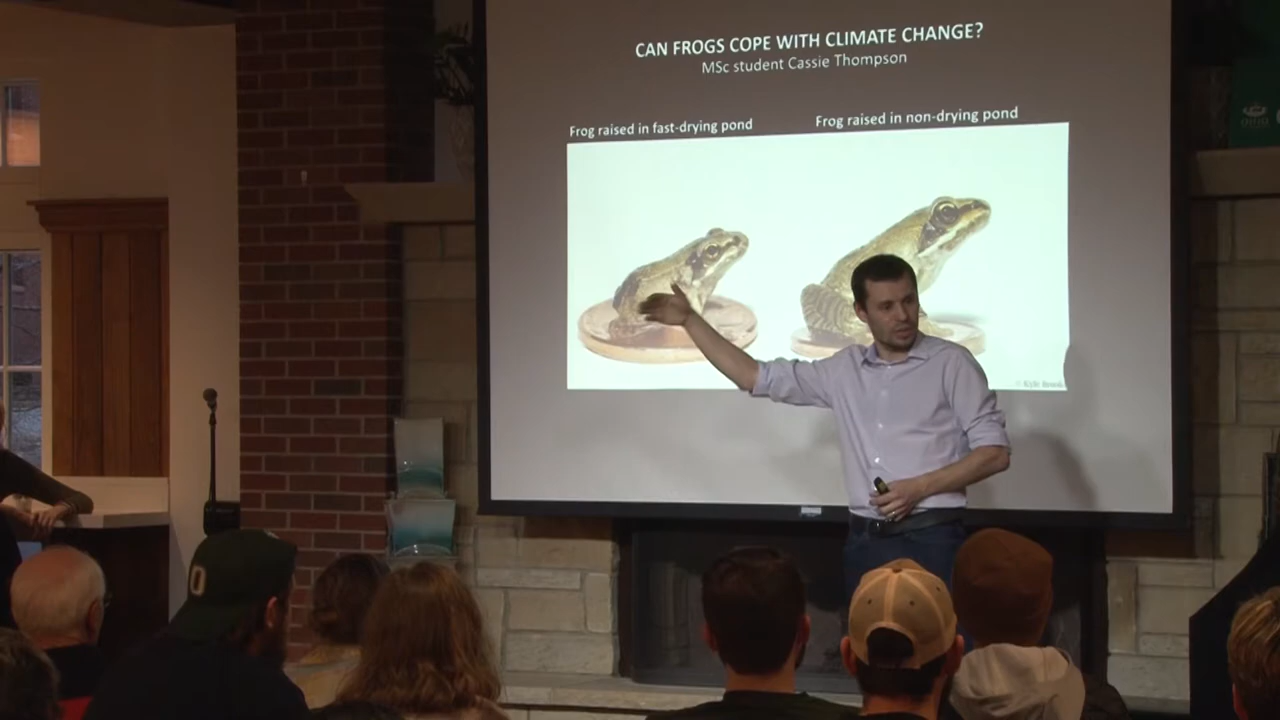 CAN FROGS COPE WITH CLIMATE CHANGE?
MSc student Cassie Thompson
Frog raised in fast-drying pond
Frog raised in non-drying pond
O